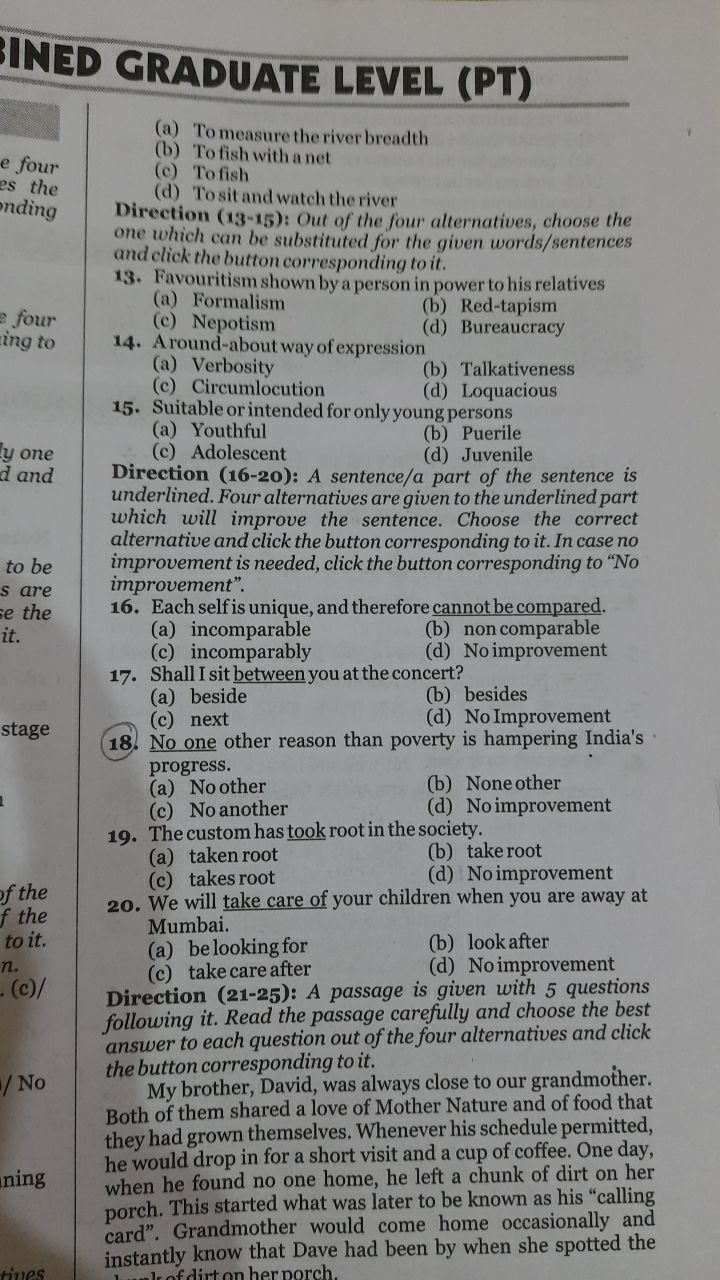 BINED GRADUATE LEVEL (PT)
e four
es the
onding
e four
ing to
ly one
d and
to be
s are
se the
it.
stage
of the
f the
to it.
n.
. (c)/
)/ No
ning
tives
(a) To measure the river breadth
(b) To fish with a net
(c) To fish
(d) To sit and watch the river
Direction (13-15): Out of the four alternatives, choose the
one which can be substituted for the given words/sentences
and click the button corresponding to it.
13. Favouritism shown by a person in power to his relatives
(a) Formalism (b) Red-tapism
(c) Nepotism (d) Bureaucracy
14. A round-about way of expression
(a) Verbosity (b) Talkativeness
(c) Circumlocution (d) Loquacious
15. Suitable or intended for only young persons
(a) Youthful (b) Puerile
(c) Adolescent (d) Juvenile
Direction (16-20): A sentence/a part of the sentence is
underlined. Four alternatives are given to the underlined part
which will improve the sentence. Choose the correct
alternative and click the button corresponding to it. In case no
improvement is needed, click the button corresponding to “No
improvement”.
16. Each self is unique, and therefore cannot be compared.
(a) incomparable (b) non comparable
(c) incomparably (d) No improvement
17. Shall I sit between you at the concert?
(a) beside (b) besides
(c) next (d) No Improvement
18. No one other reason than poverty is hampering India's
progress.
(a) No other (b) None other
(c) No another (d) No improvement
19. The custom has took root in the society.
(a) taken root (b) take root
(c) takes root (d) No improvement
20. We will take care of your children when you are away at
Mumbai.
(a) be looking for (b) look after
(c) take care after (d) No improvement
Direction (21-25): A passage is given with 5 questions
following it. Read the passage carefully and choose the best
answer to each question out of the four alternatives and click
the button corresponding to it.
My brother, David, was always close to our grandmother.
Both of them shared a love of Mother Nature and of food that
they had grown themselves. Whenever his schedule permitted,
he would drop in for a short visit and a cup of coffee. One day,
when he found no one home, he left a chunk of dirt on her
porch. This started what was later to be known as his “calling
card”. Grandmother would come home occasionally and
instantly know that Dave had been by when she spotted the
chunk of dirt on her porch.